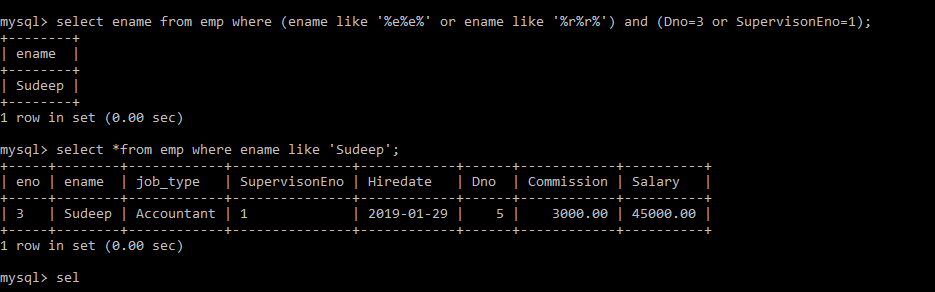 mysql> select ename from emp where (ename like '%e%e%' or ename like '%r%r%') and (Dno=3 or SupervisonEno=1);
+--------+
| ename  |
+--------+
| Sudeep |
+--------+
1 row in set (0.00 sec)
mysql> select *from emp where ename like 'Sudeep';
+-----+--------+------------+---------------+------------+-----+------------+----------+
| eno | ename  | job_type   | SupervisonEno | Hiredate   | Dno  | Commission | Salary   |
+-----+--------+------------+---------------+------------+-----+------------+----------+
| 3   | Sudeep | Accountant | 1             | 2019-01-29 |   5 |    3000.00 | 45000.00 |
+-----+--------+------------+---------------+------------+-----+------------+----------+
1 row in set (0.00 sec)
mysql> sel